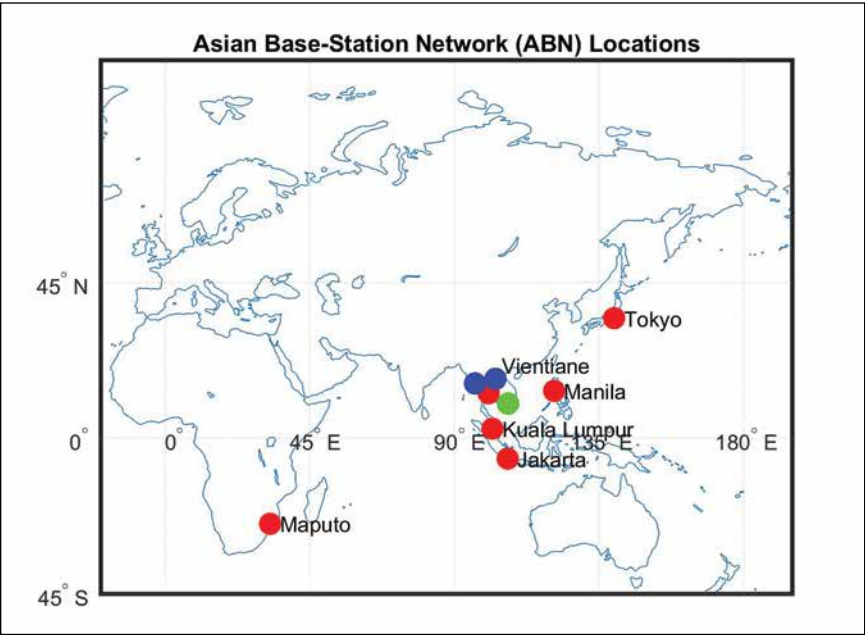 Asian Base-Station Network (ABN) Locations
45° N
Tokyo
Vientiane
Manila
Kuala Lumpur
0°
0°
45° E
90° E
135° E
180° E
Jakarta
Maputo
45° S